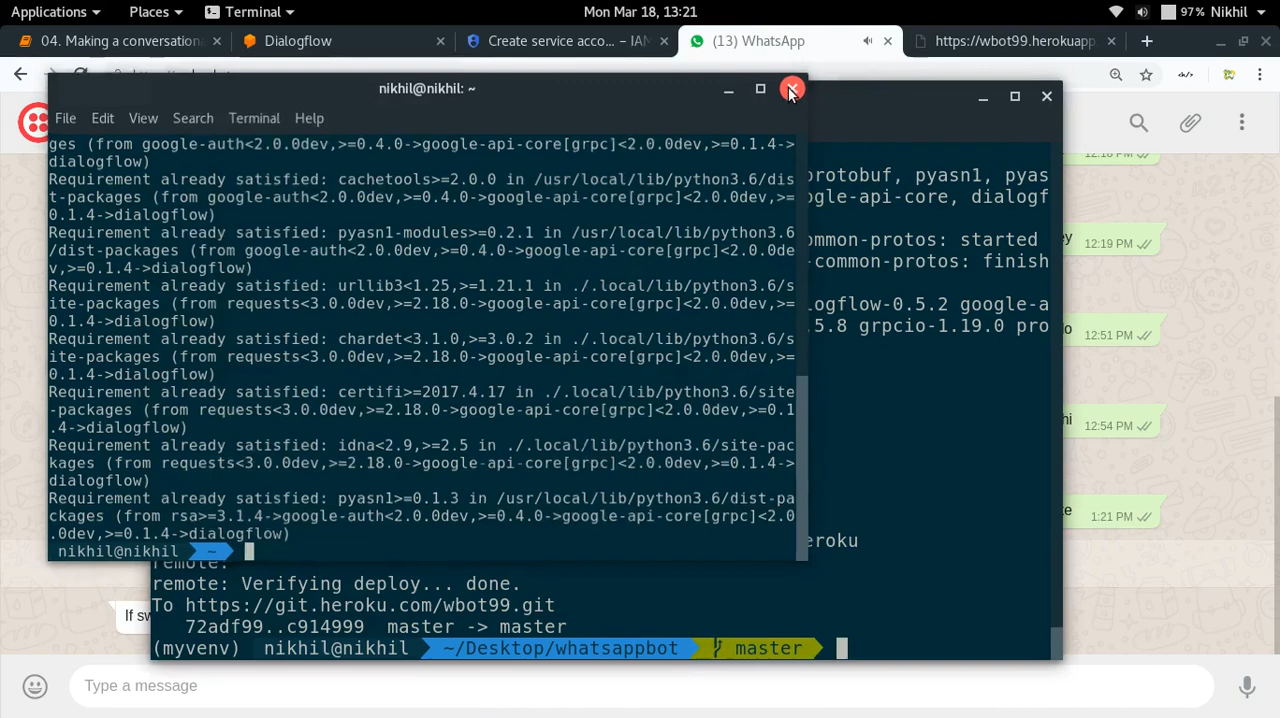 Applications Places Terminal Mon Mar 18, 13:21 97% Nikhil
04. Making a conversationa × Dialogflow × Create service acco... – IAM × (13) WhatsApp × https://wbot99.herokuapp ×
nikhil@nikhil: ~
File Edit View Search Terminal Help
ges (from google-auth<2.0.0dev,>=0.4.0->google-api-core[grpc]<2.0.0dev,>=0.1.4->
dialogflow)
Requirement already satisfied: cachetools>=2.0.0 in /usr/local/lib/python3.6/dis
t-packages (from google-auth<2.0.0dev,>=0.4.0->google-api-core[grpc]<2.0.0dev,>=
0.1.4->dialogflow)
Requirement already satisfied: pyasn1-modules>=0.2.1 in /usr/local/lib/python3.6
/dist-packages (from google-auth<2.0.0dev,>=0.4.0->google-api-core[grpc]<2.0.0de
v,>=0.1.4->dialogflow)
Requirement already satisfied: urllib3<1.25,>=1.21.1 in ./.local/lib/python3.6/s
ite-packages (from requests<3.0.0dev,>=2.18.0->google-api-core[grpc]<2.0.0dev,>=
0.1.4->dialogflow)
Requirement already satisfied: chardet<3.1.0,>=3.0.2 in ./.local/lib/python3.6/s
ite-packages (from requests<3.0.0dev,>=2.18.0->google-api-core[grpc]<2.0.0dev,>=
0.1.4->dialogflow)
Requirement already satisfied: certifi>=2017.4.17 in ./.local/lib/python3.6/site
-packages (from requests<3.0.0dev,>=2.18.0->google-api-core[grpc]<2.0.0dev,>=0.1
.4->dialogflow)
Requirement already satisfied: idna<2.9,>=2.5 in ./.local/lib/python3.6/site-pac
kages (from requests<3.0.0dev,>=2.18.0->google-api-core[grpc]<2.0.0dev,>=0.1.4->
dialogflow)
Requirement already satisfied: pyasn1>=0.1.3 in /usr/local/lib/python3.6/dist-pa
ckages (from rsa>=3.1.4->google-auth<2.0.0dev,>=0.4.0->google-api-core[grpc]<2.0
.0dev,>=0.1.4->dialogflow)
nikhil@nikhil ~
protobuf, pyasn1, pyas
ogle-api-core, dialogf
ommon-protos: started
-common-protos: finish
logflow-0.5.2 google-a
.5.8 grpcio-1.19.0 pro
eroku
remote:
remote: Verifying deploy... done.
To https://git.heroku.com/wbot99.git
72adf99..c914999 master -> master
(myvenv) nikhil@nikhil ~/Desktop/whatsappbot master
12:18 PM
ey 12:19 PM
lo 12:51 PM
hi 12:54 PM
te 1:21 PM
If sw
Type a message